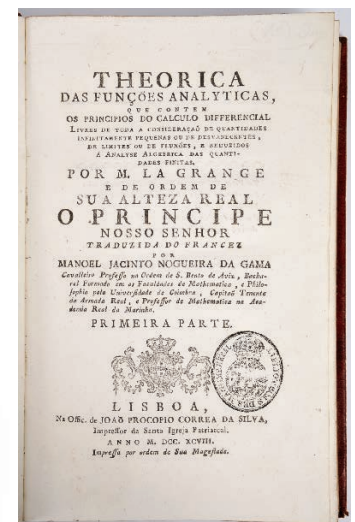 THEORICA
DAS FUNÇÕES ANALYTICAS,
QUE CONTEM
OS PRINCIPIOS DO CALCULO DIFFERENCIAL
LIVRES DE TODA A CONSIDERAÇAÕ DE QUANTIDADES
INFINITAMENTE PEQUENAS OU DE DESVANECENTES,
DE LIMITES OU DE FLUXÕES, E REDUZIDOS
Á ANALYSE ALGEBRICA DAS QUANTI-
DADES FINITAS.
POR M. LA GRANGE
E DE ORDEM DE
SUA ALTEZA REAL
O PRINCIPE
NOSSO SENHOR
TRADUZIDA DO FRANCEZ
POR
MANOEL JACINTO NOGUEIRA DA GAMA
Cavalleiro Professo na Ordem de S. Bento de Aviz, Bacha-
rel Formado em as Faculdades de Mathematica, e Philo-
sophia pela Universidade de Coimbra, Capitaõ Tenente
da Armada Real, e Professor de Mathematica na Aca-
demia Real da Marinha.
PRIMEIRA PARTE.
LISBOA,
Na Offic. de JOAÕ PROCOPIO CORREA DA SILVA,
Impressor da Santa Igreja Patriarcal.
ANNO M. DCC. XCVIII.
Impressa por ordem de Sua Magestade.